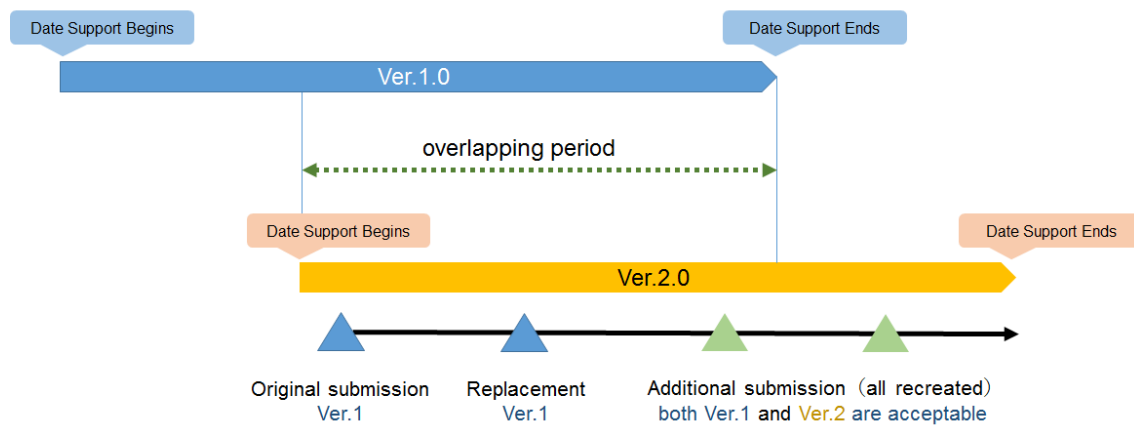 Date Support Begins
Date Support Ends
Ver.1.0
overlapping period
Date Support Begins
Date Support Ends
Ver.2.0
Original submission
Ver.1
Replacement
Ver.1
Additional submission（all recreated）
both Ver.1 and Ver.2 are acceptable